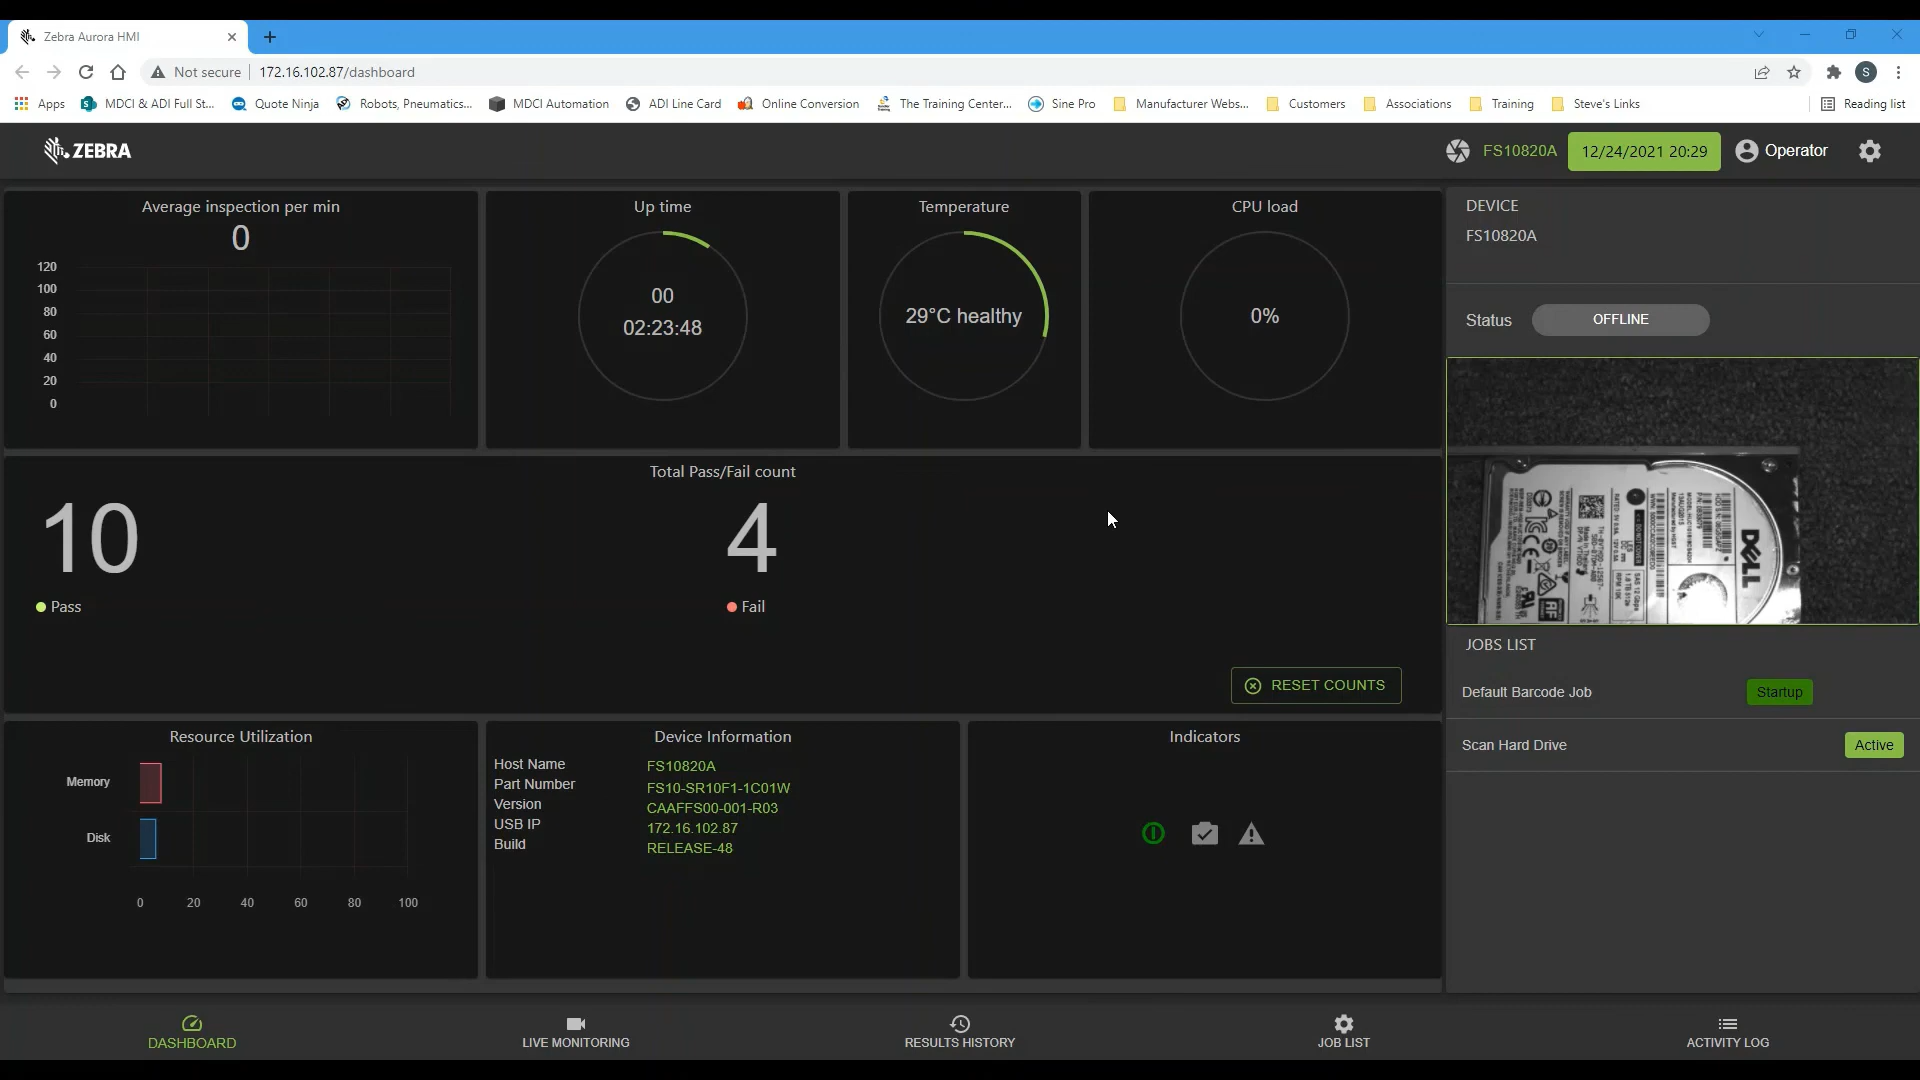 Zebra Aurora HMI
Not secure
172.16.102.87/dashboard
S
Apps
MDCI & ADI Full St...
Quote Ninja
Robots, Pneumatics...
MDCI Automation
ADI Line Card
Online Conversion
The Training Center...
Sine Pro
Manufacturer Webs...
Customers
Associations
Training
Steve's Links
Reading list
ZEBRA
FS10820A
12/24/2021 20:29
Operator
Average inspection per min
0
120
100
80
60
40
20
0
Up time
00
02:23:48
Temperature
29°C healthy
CPU load
0%
DEVICE
FS10820A
Status
OFFLINE
DELL
Total Pass/Fail count
10
Pass
4
Fail
RESET COUNTS
JOBS LIST
Default Barcode Job
Startup
Scan Hard Drive
Active
Resource Utilization
Memory
Disk
0 20 40 60 80 100
Device Information
Host Name FS10820A
Part Number FS10-SR10F1-1C01W
Version CAAFFS00-001-R03
USB IP 172.16.102.87
Build RELEASE-48
Indicators
DASHBOARD
LIVE MONITORING
RESULTS HISTORY
JOB LIST
ACTIVITY LOG